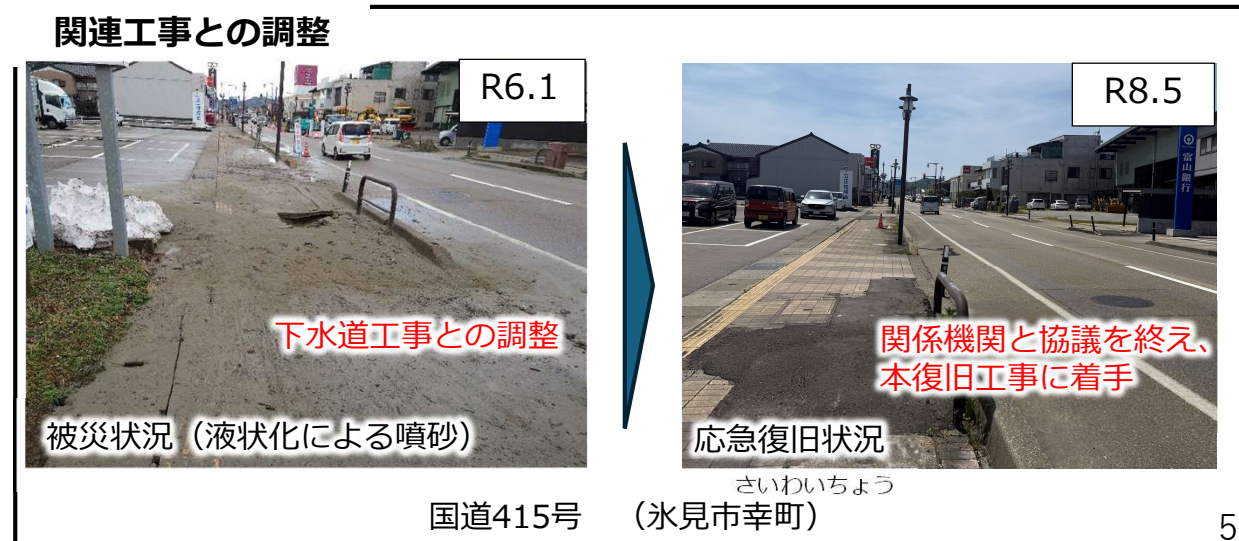 関連工事との調整
R6.1
下水道工事との調整
被災状況（液状化による噴砂）
R8.5
富山銀行
関係機関と協議を終え、
本復旧工事に着手
応急復旧状況
さいわいちょう
国道415号　（氷見市幸町）
5